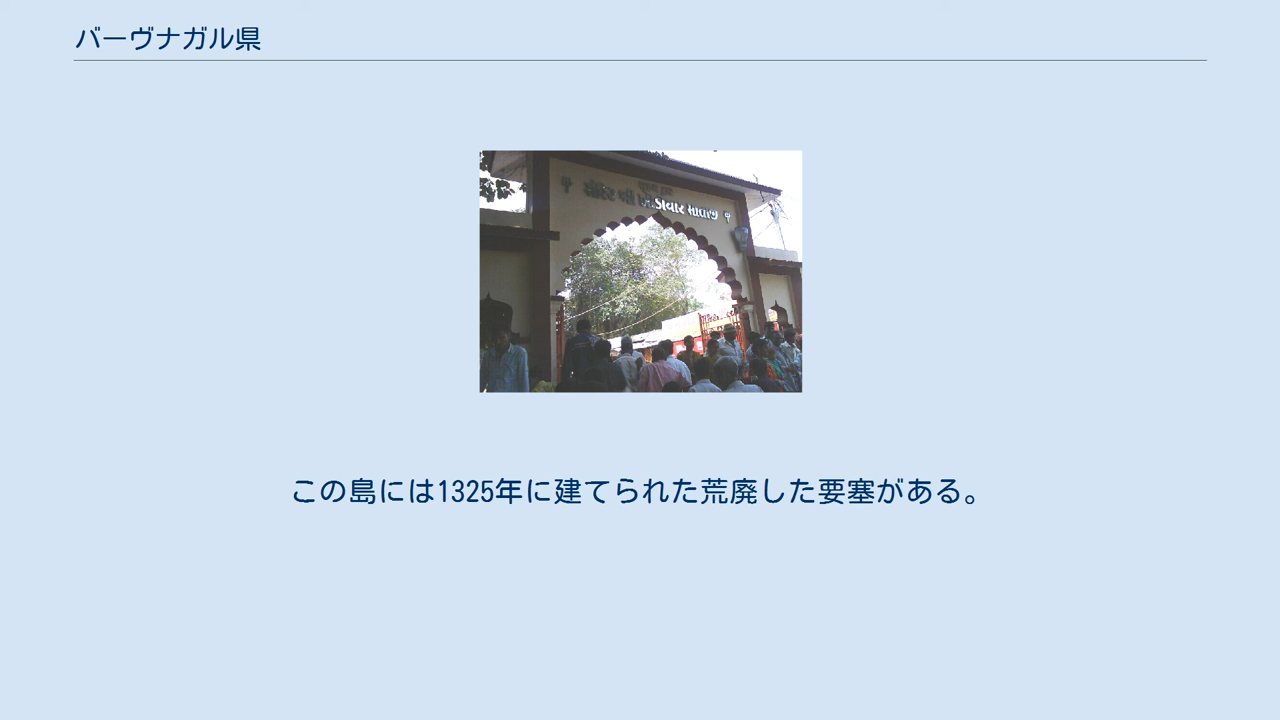 バーヴナガル県
મંદિર શ્રી ખોડીયાર માતાજી
この島には1325年に建てられた荒廃した要塞がある。